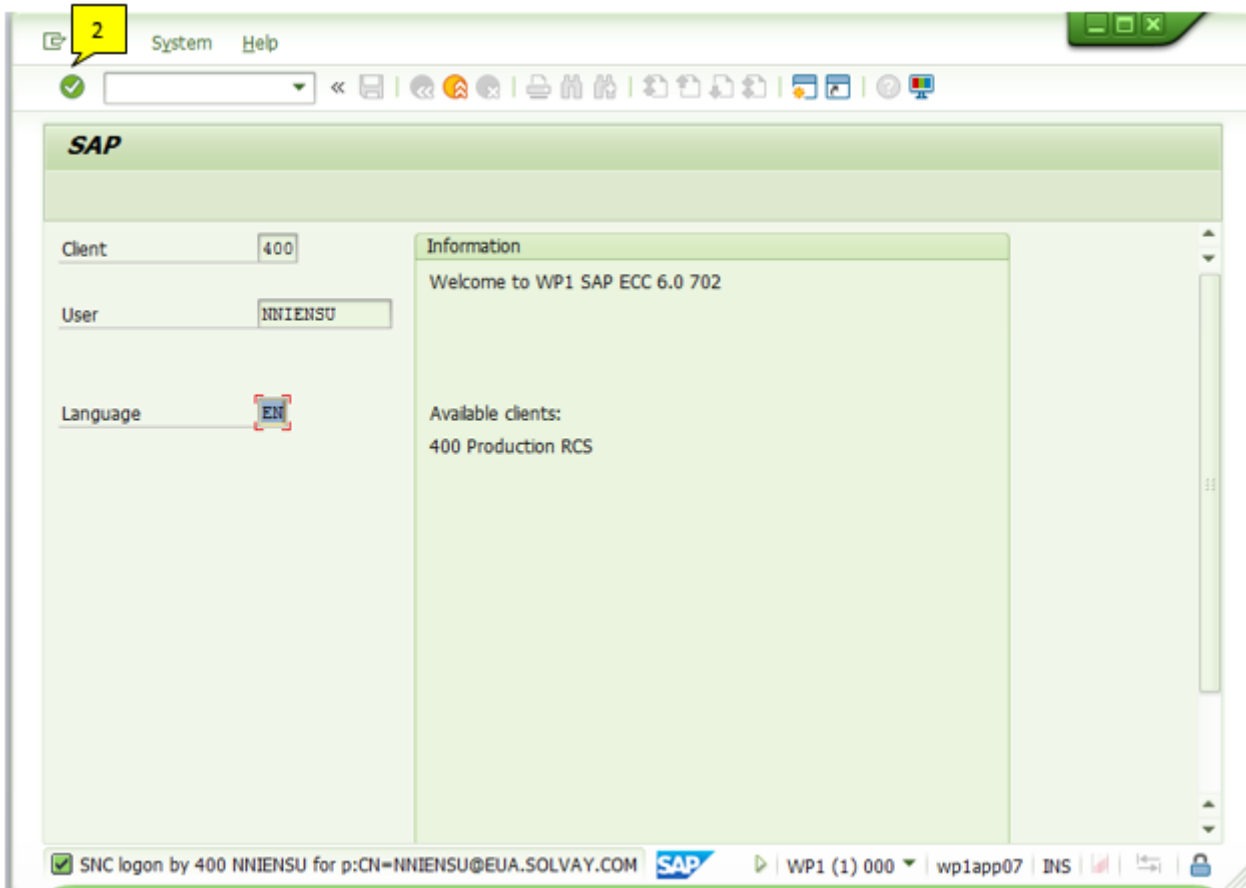 2
System Help
SAP
Client 400
Information
Welcome to WP1 SAP ECC 6.0 702
User NNIENSU
Language EN
Available clients:
400 Production RCS
SNC logon by 400 NNIENSU for p:CN=NNIENSU@EUA.SOLVAY.COM SAP WP1 (1) 000 wp1app07 INS